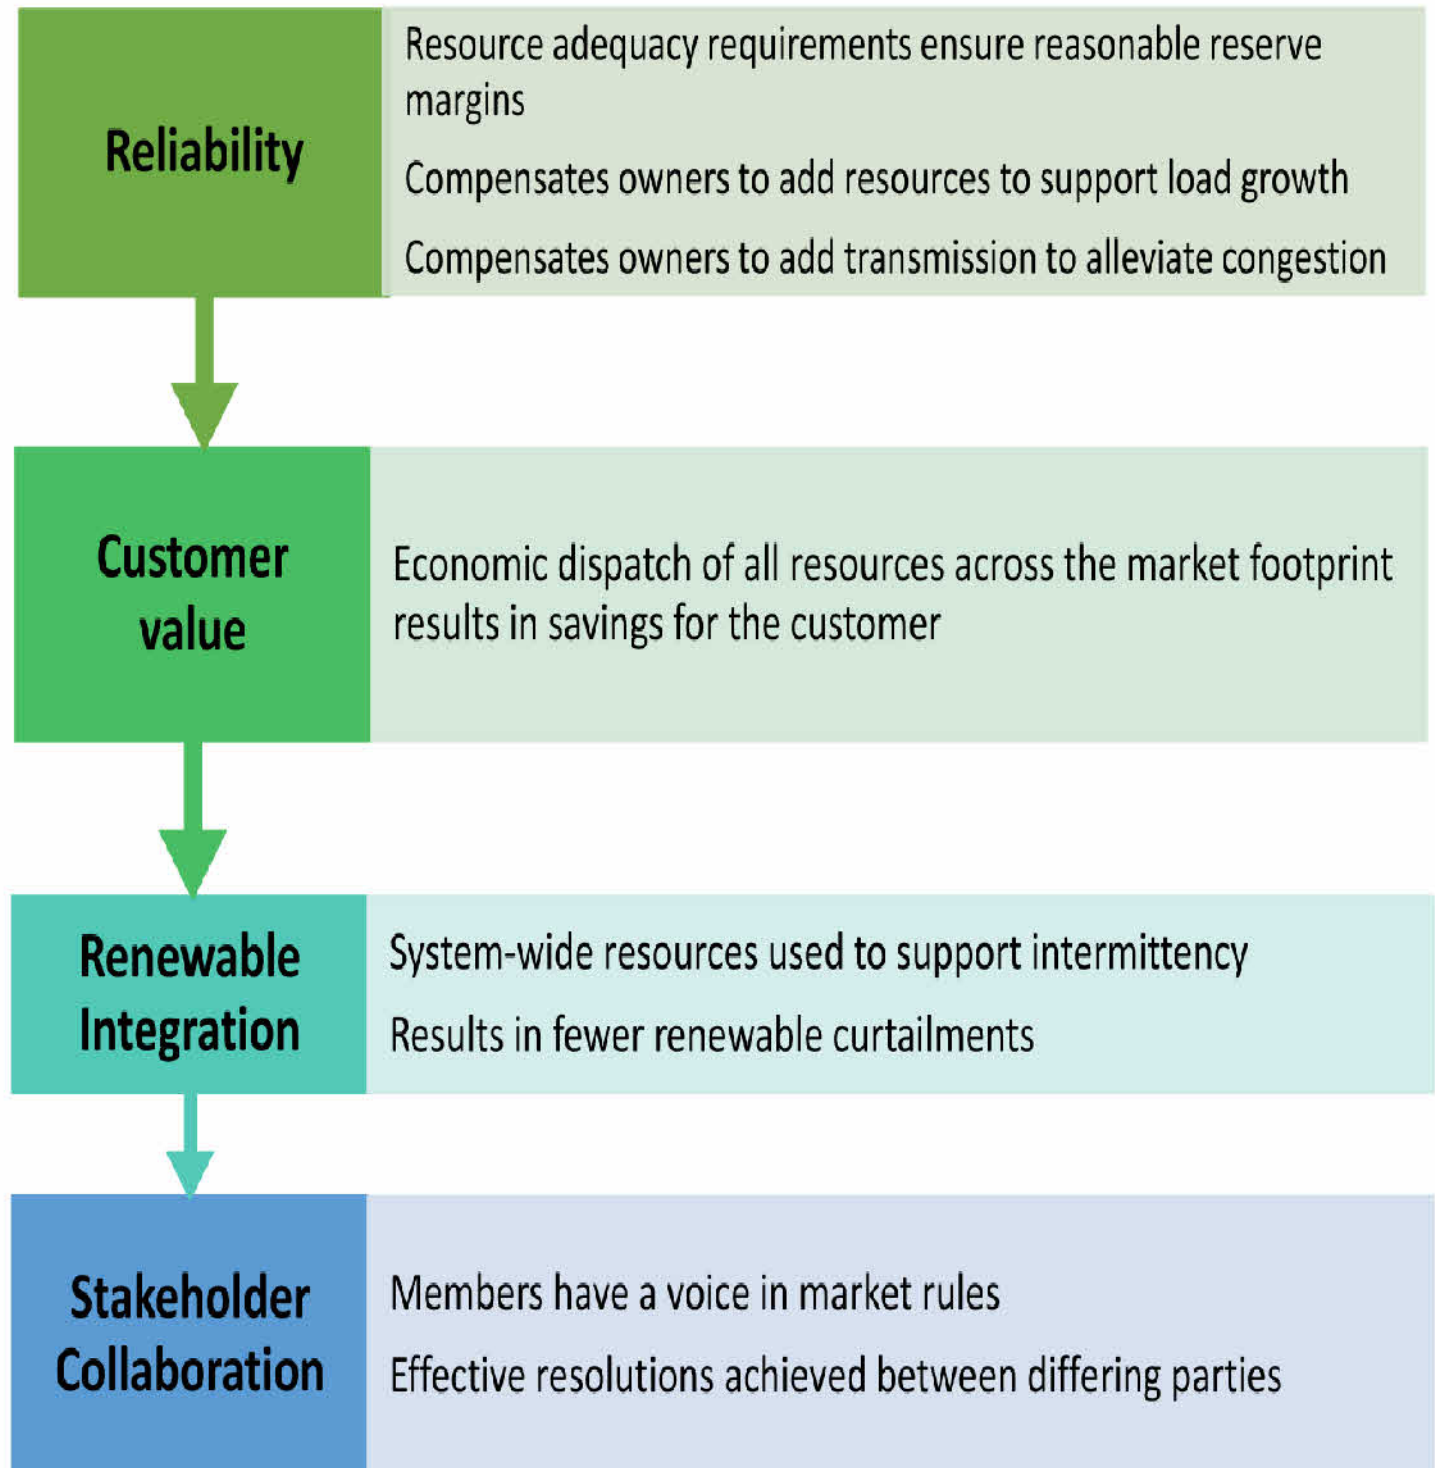 Reliability
Resource adequacy requirements ensure reasonable reserve
margins
Compensates owners to add resources to support load growth
Compensates owners to add transmission to alleviate congestion
Customer
value
Economic dispatch of all resources across the market footprint
results in savings for the customer
Renewable
Integration
System-wide resources used to support intermittency
Results in fewer renewable curtailments
Stakeholder
Collaboration
Members have a voice in market rules
Effective resolutions achieved between differing parties